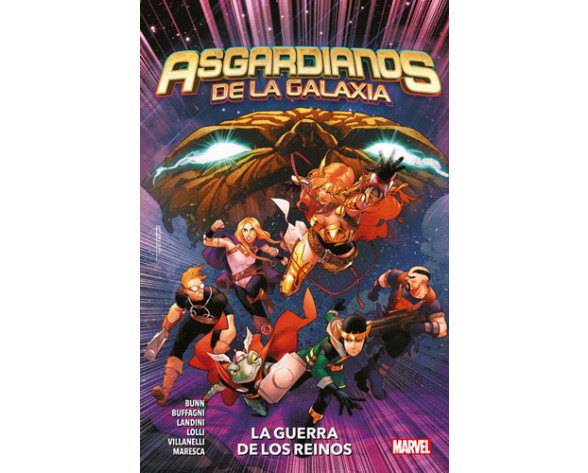 ASGARDIANOS
DE LA GALAXIA
BUNN
BUFFAGNI
LANDINI
LOLLI
VILLANELLI
MARESCA
LA GUERRA
DE LOS REINOS
MARVEL